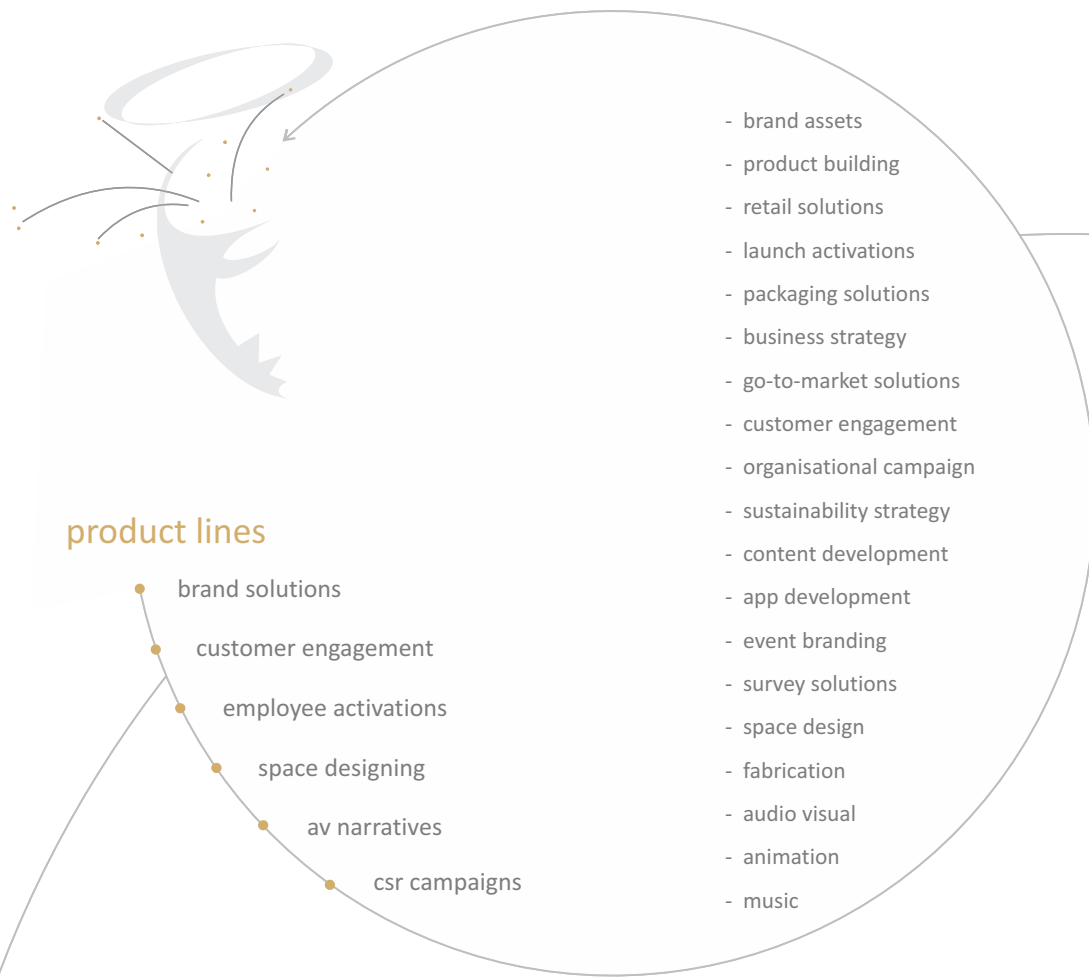 product lines
brand solutions
customer engagement
employee activations
space designing
av narratives
csr campaigns
- brand assets
- product building
- retail solutions
- launch activations
- packaging solutions
- business strategy
- go-to-market solutions
- customer engagement
- organisational campaign
- sustainability strategy
- content development
- app development
- event branding
- survey solutions
- space design
- fabrication
- audio visual
- animation
- music